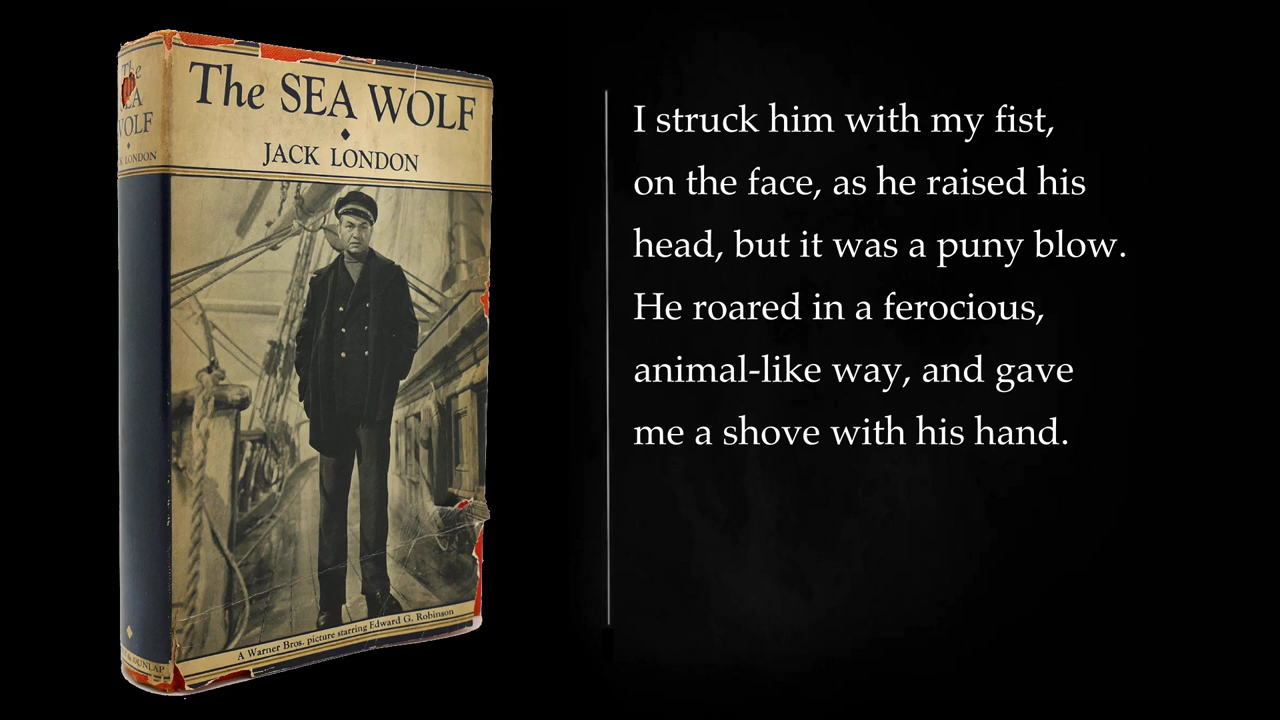 The SEA WOLF
JACK LONDON
A Warner Bros. picture starring Edward G. Robinson
The
WOLF
LONDON
DUNLAP
I struck him with my fist,
on the face, as he raised his
head, but it was a puny blow.
He roared in a ferocious,
animal-like way, and gave
me a shove with his hand.